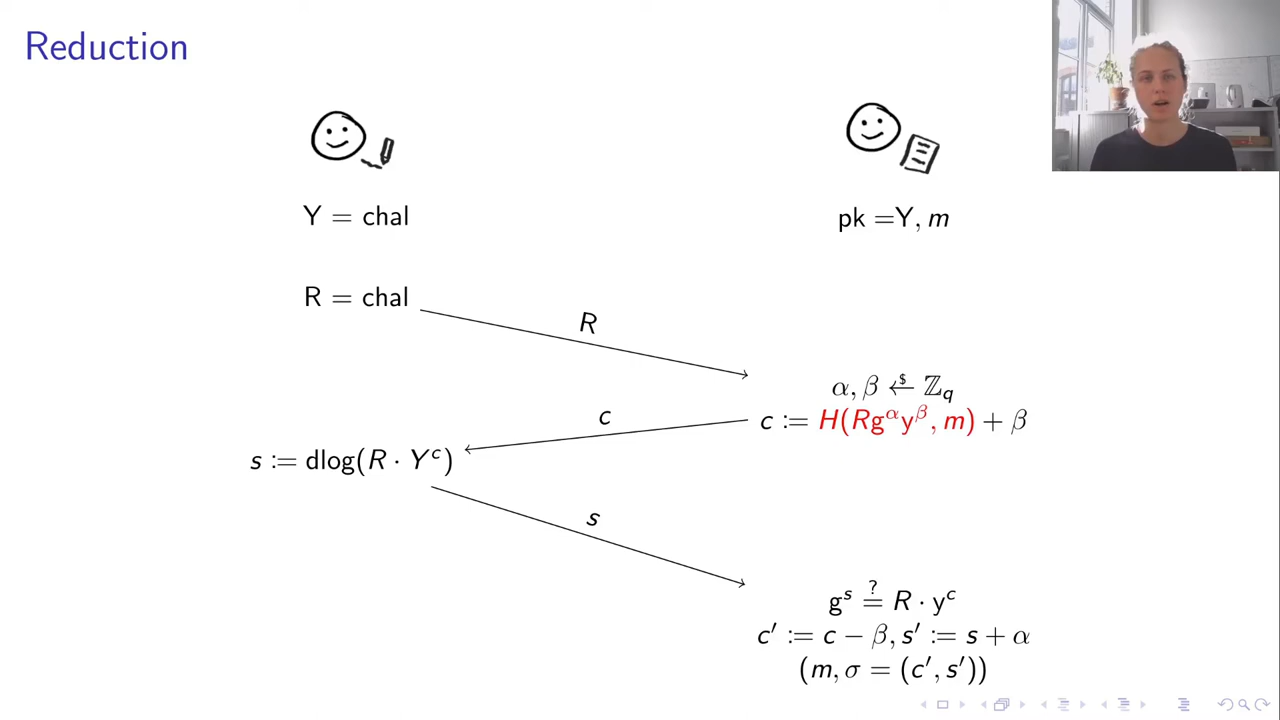 Reduction
Y = chal
pk =Y, m
R = chal
R
α, β ←$ ℤ_q
c
c := H(Rg^α y^β, m) + β
s := dlog(R · Y^c)
s
g^s ?= R · y^c
c′ := c − β, s′ := s + α
(m, σ = (c′, s′))